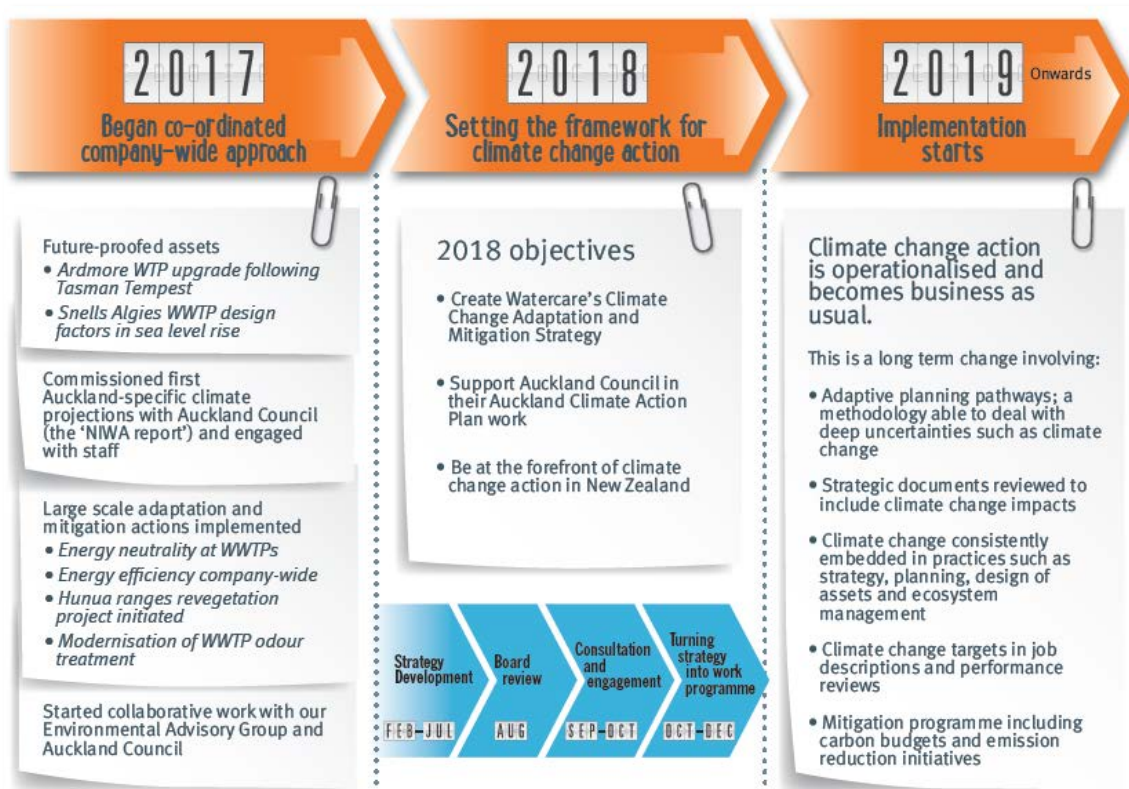 2017
Began co-ordinated
company-wide approach
Future-proofed assets
• Ardmore WTP upgrade following
Tasman Tempest
• Snells Algies WWTP design
factors in sea level rise
Commissioned first
Auckland-specific climate
projections with Auckland Council
(the 'NIWA report') and engaged
with staff
Large scale adaptation and
mitigation actions implemented
• Energy neutrality at WWTPs
• Energy efficiency company-wide
• Hunua ranges revegetation
project initiated
• Modernisation of WWTP odour
treatment
Started collaborative work with our
Environmental Advisory Group and
Auckland Council
2018
Setting the framework for
climate change action
2018 objectives
• Create Watercare's Climate
Change Adaptation and
Mitigation Strategy
• Support Auckland Council in
their Auckland Climate Action
Plan work
• Be at the forefront of climate
change action in New Zealand
Strategy
Development
FEB-JUL
Board
review
AUG
Consultation
and
engagement
SEP-OCT
Turning
strategy
into work
programme
OCT-DEC
2019 Onwards
Implementation
starts
Climate change action
is operationalised and
becomes business as
usual.
This is a long term change involving:
• Adaptive planning pathways; a
methodology able to deal with
deep uncertainties such as climate
change
• Strategic documents reviewed to
include climate change impacts
• Climate change consistently
embedded in practices such as
strategy, planning, design of
assets and ecosystem
management
• Climate change targets in job
descriptions and performance
reviews
• Mitigation programme including
carbon budgets and emission
reduction initiatives